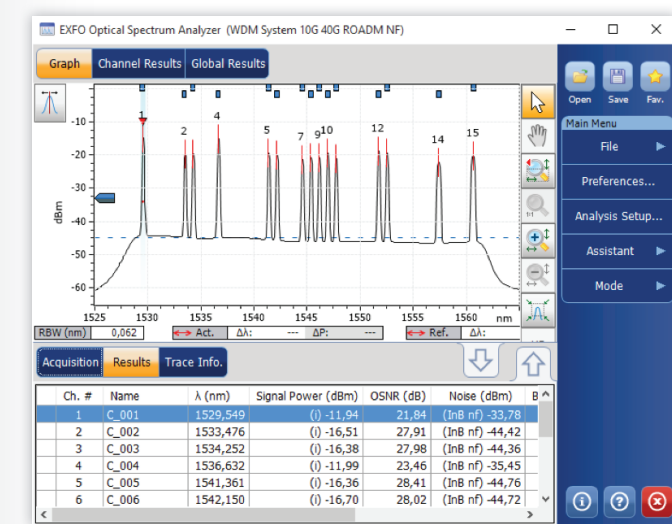 EXFO Optical Spectrum Analyzer (WDM System 10G 40G ROADM NF)
Graph Channel Results Global Results
Open Save Fav.
Main Menu
File
Preferences...
Analysis Setup...
Assistant
Mode
1 2 4 5 7 9 10 12 14 15
-10
-20
-30
dBm
-50
-60
1:1
1525 1530 1535 1540 1545 1550 1555 1560 nm
RBW (nm) 0,062 Act. Δλ: --- ΔP: --- Ref. Δλ:
Acquisition Results Trace Info.
Ch. # Name λ (nm) Signal Power (dBm) OSNR (dB) Noise (dBm) B
1 C_001 1529,549 (i) -11,94 21,84 (InB nf) -33,78
2 C_002 1533,476 (i) -16,51 27,91 (InB nf) -44,42
3 C_003 1534,252 (i) -16,38 27,98 (InB nf) -44,36
4 C_004 1536,632 (i) -11,99 23,46 (InB nf) -35,45
5 C_005 1541,361 (i) -16,36 28,41 (InB nf) -44,76
6 C_006 1542,150 (i) -16,70 28,02 (InB nf) -44,72